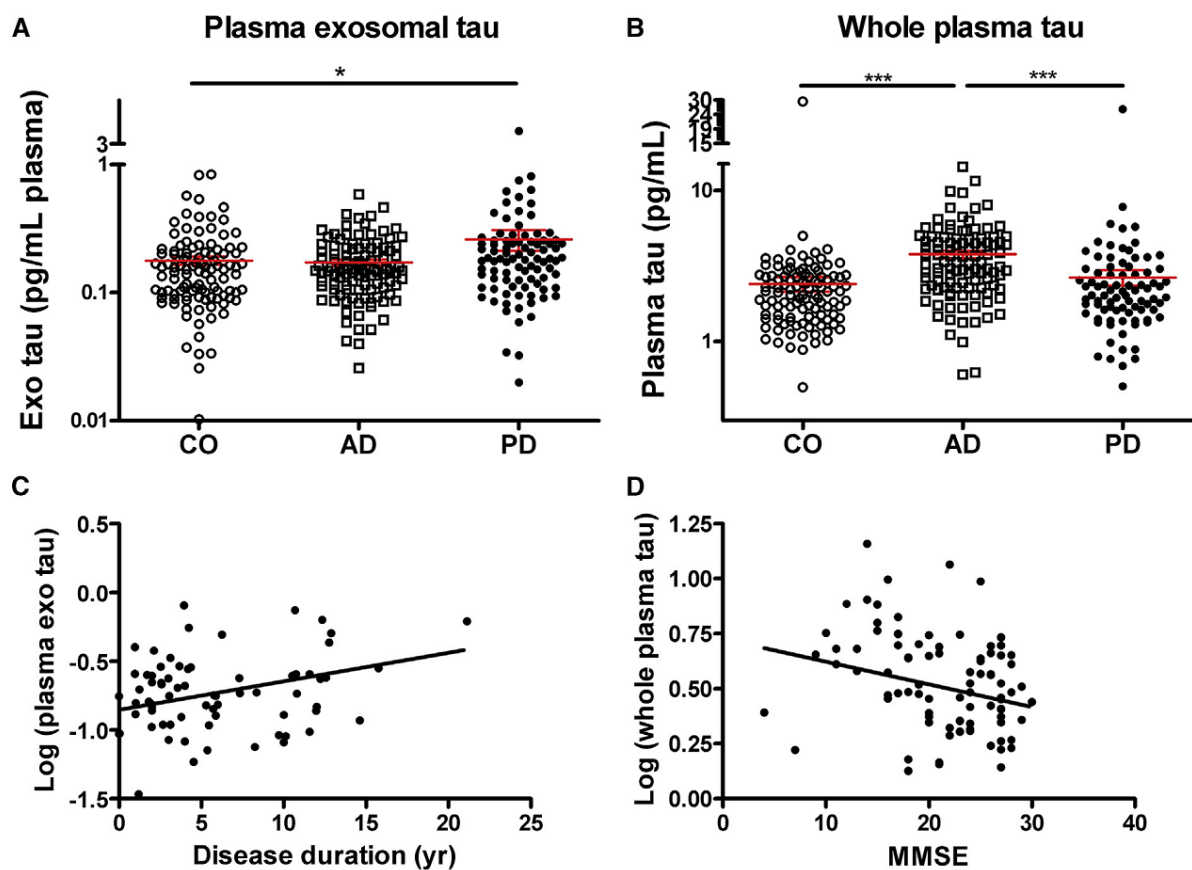 A Plasma exosomal tau
*
Exo tau (pg/mL plasma)
3
1
0.1
0.01
CO AD PD
B Whole plasma tau
*** ***
Plasma tau (pg/mL)
30
24
19
15
10
1
CO AD PD
C
Log (plasma exo tau)
0.5
0.0
-0.5
-1.0
-1.5
0 5 10 15 20 25
Disease duration (yr)
D
Log (whole plasma tau)
1.25
1.00
0.75
0.50
0.25
0.00
0 10 20 30 40
MMSE